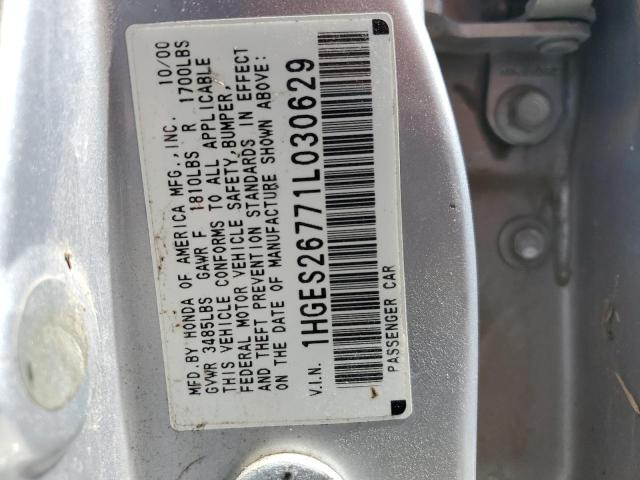 MFD.BY HONDA OF AMERICA MFG.,INC. 10/00
GVWR 3485LBS GAWR F 1810LBS R 1700LBS
THIS VEHICLE CONFORMS TO ALL APPLICABLE
FEDERAL MOTOR VEHICLE SAFETY,BUMPER,
AND THEFT PREVENTION STANDARDS IN EFFECT
ON THE DATE OF MANUFACTURE SHOWN ABOVE:
V.I.N. 1HGES26771L030629
PASSENGER CAR